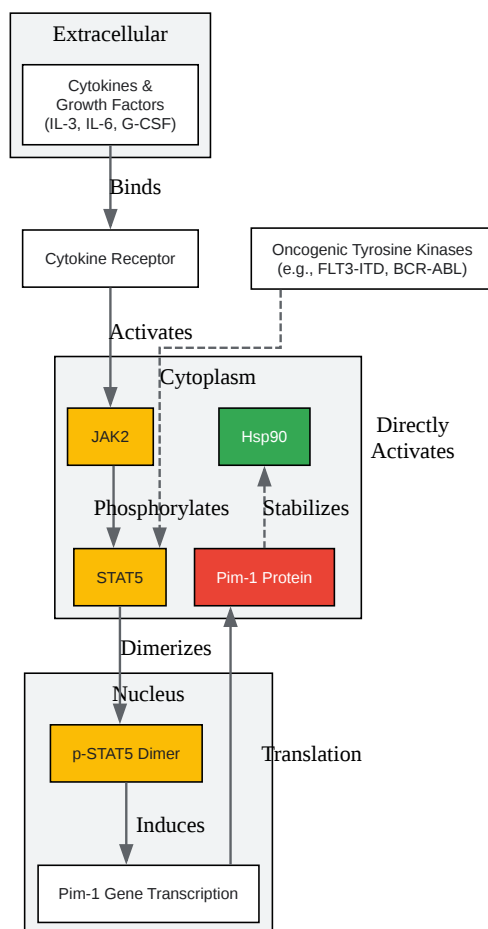 Extracellular
Cytokines &
Growth Factors
(IL-3, IL-6, G-CSF)
Binds
Cytokine Receptor
Oncogenic Tyrosine Kinases
(e.g., FLT3-ITD, BCR-ABL)
Activates
Cytoplasm
JAK2
Hsp90
Directly
Activates
Phosphorylates
Stabilizes
STAT5
Pim-1 Protein
Dimerizes
Nucleus
p-STAT5 Dimer
Translation
Induces
Pim-1 Gene Transcription